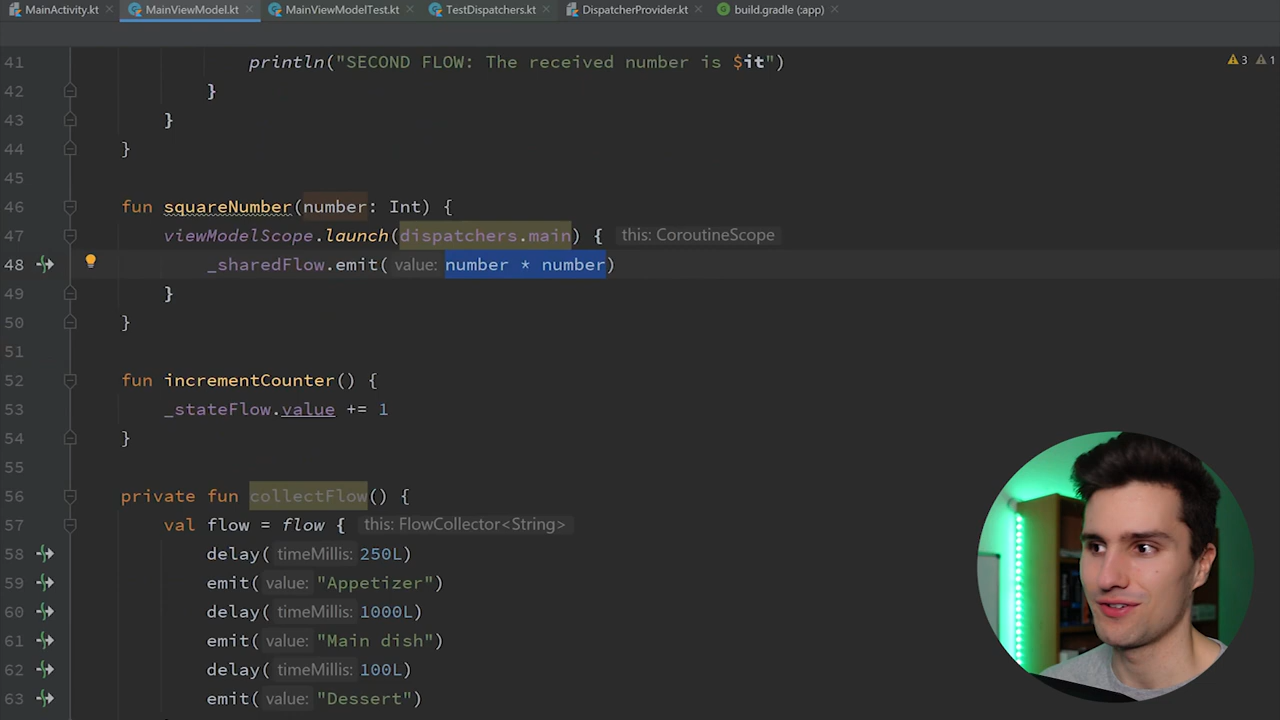 MainActivity.kt MainViewModel.kt MainViewModelTest.kt TestDispatchers.kt DispatcherProvider.kt build.gradle (:app)
41 println("SECOND FLOW: The received number is $it") 3 1
42 }
43 }
44 }
45
46 fun squareNumber(number: Int) {
47 viewModelScope.launch(dispatchers.main) { this: CoroutineScope
48 _sharedFlow.emit( value: number * number)
49 }
50 }
51
52 fun incrementCounter() {
53 _stateFlow.value += 1
54 }
55
56 private fun collectFlow() {
57 val flow = flow { this: FlowCollector<String>
58 delay( timeMillis: 250L)
59 emit( value: "Appetizer")
60 delay( timeMillis: 1000L)
61 emit( value: "Main dish")
62 delay( timeMillis: 100L)
63 emit( value: "Dessert")